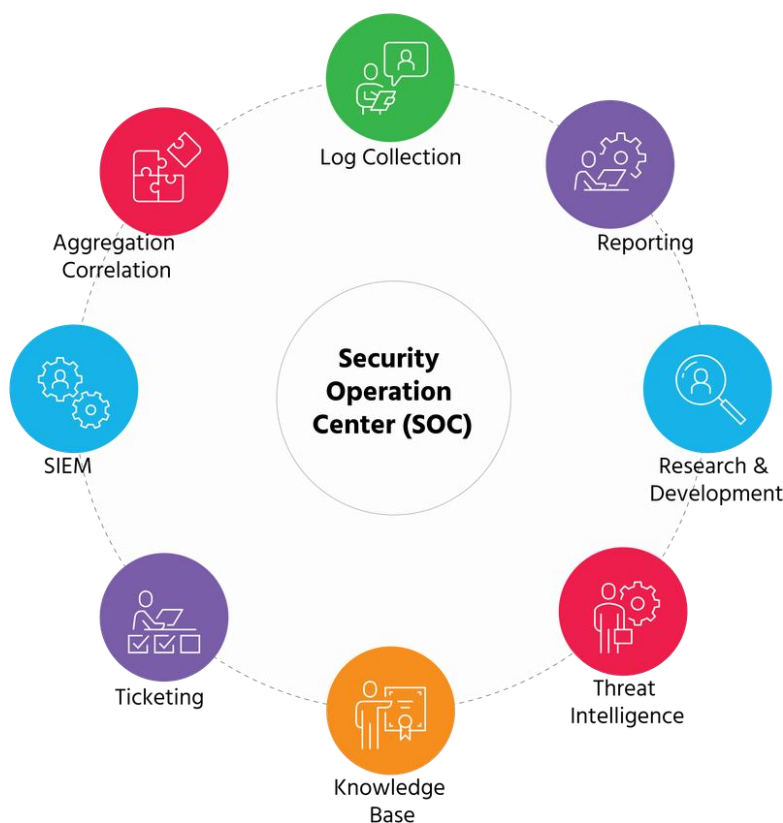 Log Collection
Reporting
Aggregation
Correlation
Security
Operation
Center (SOC)
SIEM
Research &
Development
Ticketing
Threat
Intelligence
Knowledge
Base